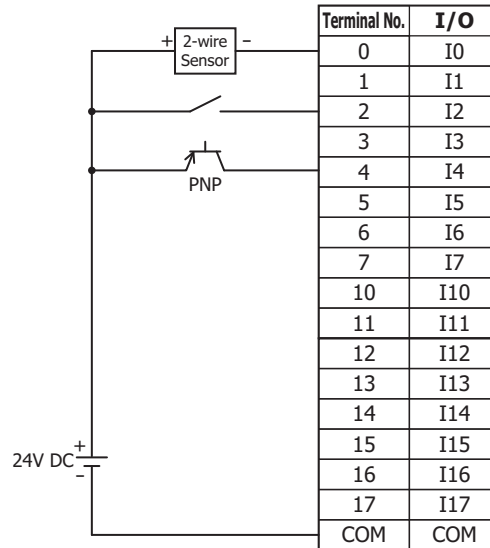 Terminal No. I/O
+ 2-wire Sensor –
0 I0
1 I1
2 I2
3 I3
4 I4
PNP
5 I5
6 I6
7 I7
10 I10
11 I11
12 I12
13 I13
14 I14
15 I15
+
24V DC
–
16 I16
17 I17
COM COM